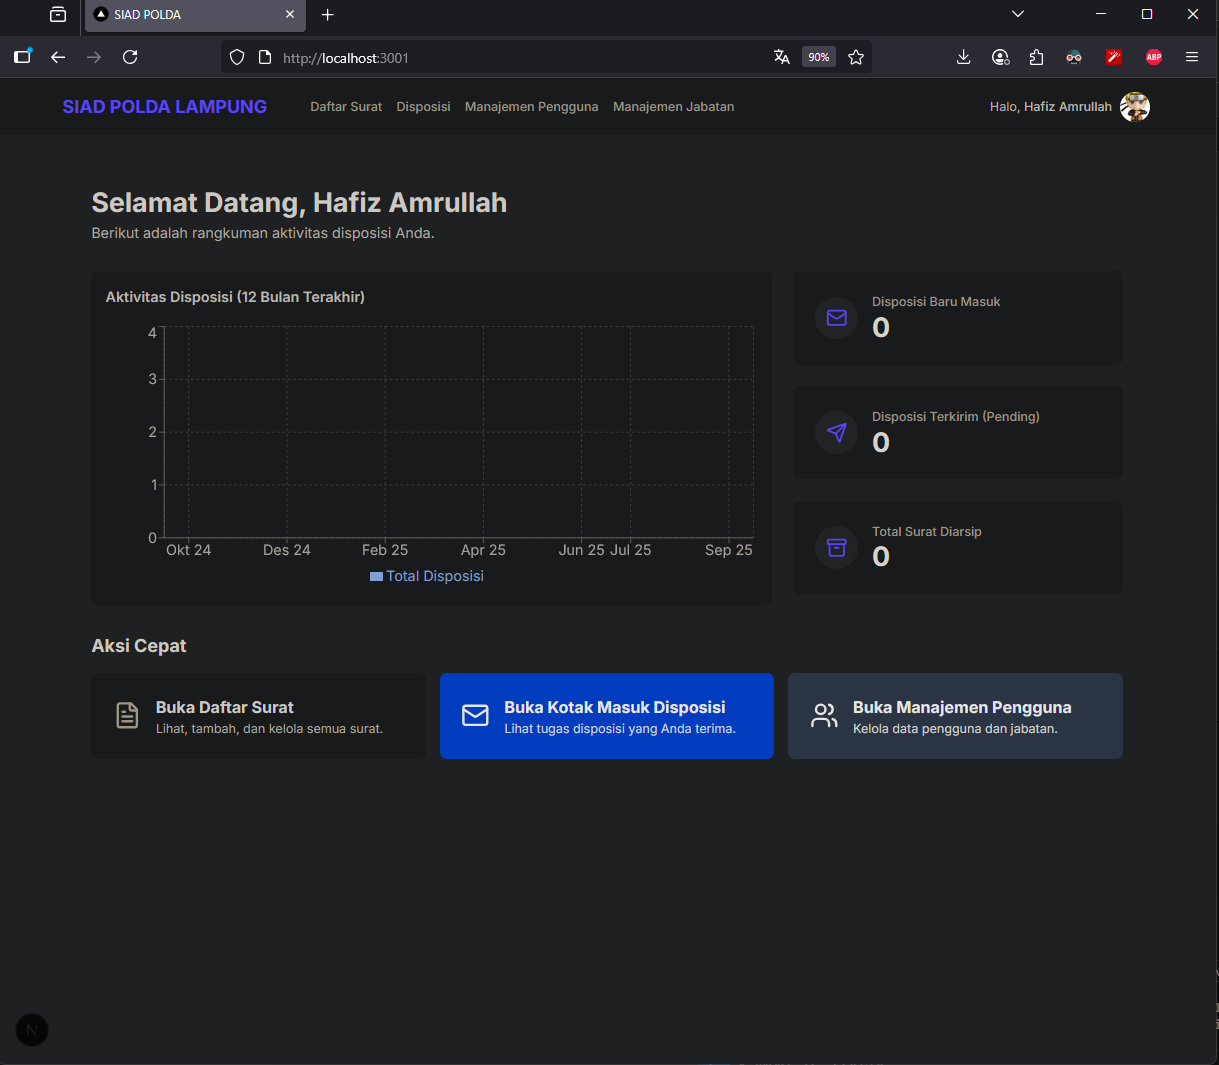 SIAD POLDA
90%
http://localhost:3001
ABP
SIAD POLDA LAMPUNG
Daftar Surat Disposisi Manajemen Pengguna Manajemen Jabatan
Halo, Hafiz Amrullah
Selamat Datang, Hafiz Amrullah
Berikut adalah rangkuman aktivitas disposisi Anda.
Aktivitas Disposisi (12 Bulan Terakhir)
4
3
2
1
0
Okt 24 Des 24 Feb 25 Apr 25 Jun 25 Jul 25 Sep 25
Total Disposisi
Disposisi Baru Masuk
0
Disposisi Terkirim (Pending)
0
Total Surat Diarsip
0
Aksi Cepat
Buka Daftar Surat
Lihat, tambah, dan kelola semua surat.
Buka Kotak Masuk Disposisi
Lihat tugas disposisi yang Anda terima.
Buka Manajemen Pengguna
Kelola data pengguna dan jabatan.
N